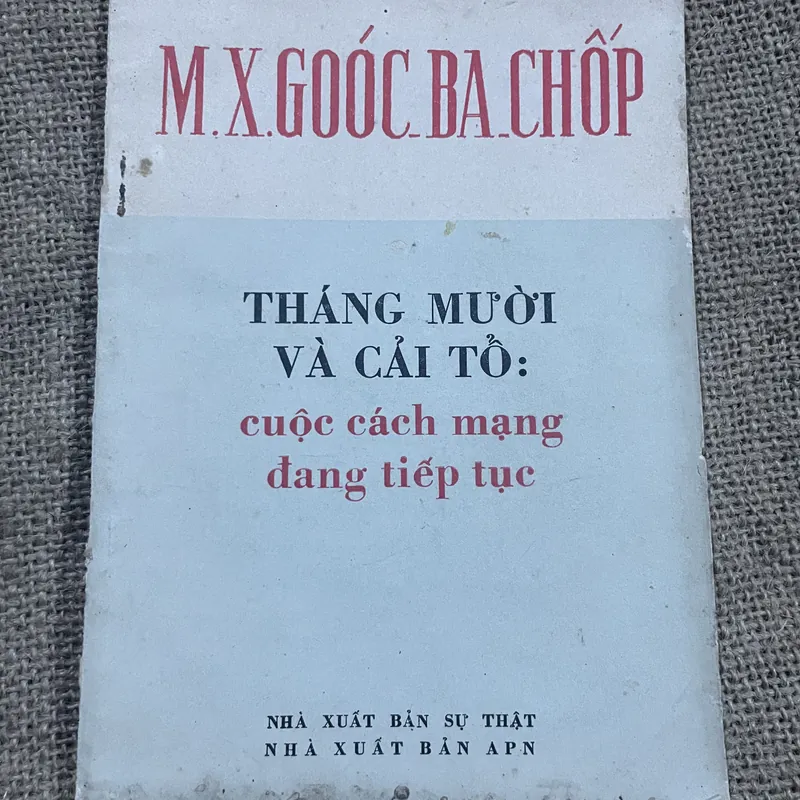 M.X.GOÓC-BA-CHỐP
THÁNG MƯỜI
VÀ CẢI TỔ:
cuộc cách mạng
đang tiếp tục
NHÀ XUẤT BẢN SỰ THẬT
NHÀ XUẤT BẢN APN